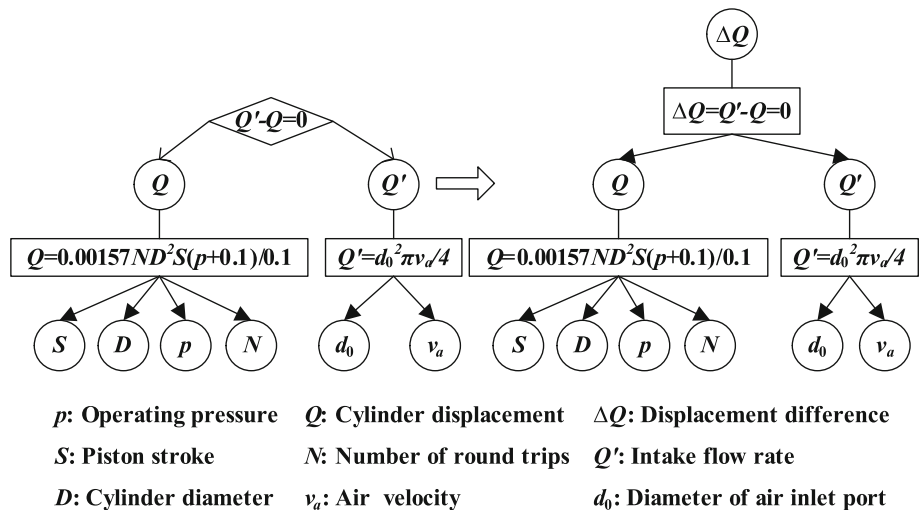 ΔQ
Q'-Q=0
ΔQ=Q'-Q=0
Q
Q'
Q
Q'
Q=0.00157ND²S(p+0.1)/0.1
Q'=d₀²πvₐ/4
Q=0.00157ND²S(p+0.1)/0.1
Q'=d₀²πvₐ/4
S
D
p
N
d₀
vₐ
S
D
p
N
d₀
vₐ
p: Operating pressure
Q: Cylinder displacement
ΔQ: Displacement difference
S: Piston stroke
N: Number of round trips
Q': Intake flow rate
D: Cylinder diameter
vₐ: Air velocity
d₀: Diameter of air inlet port